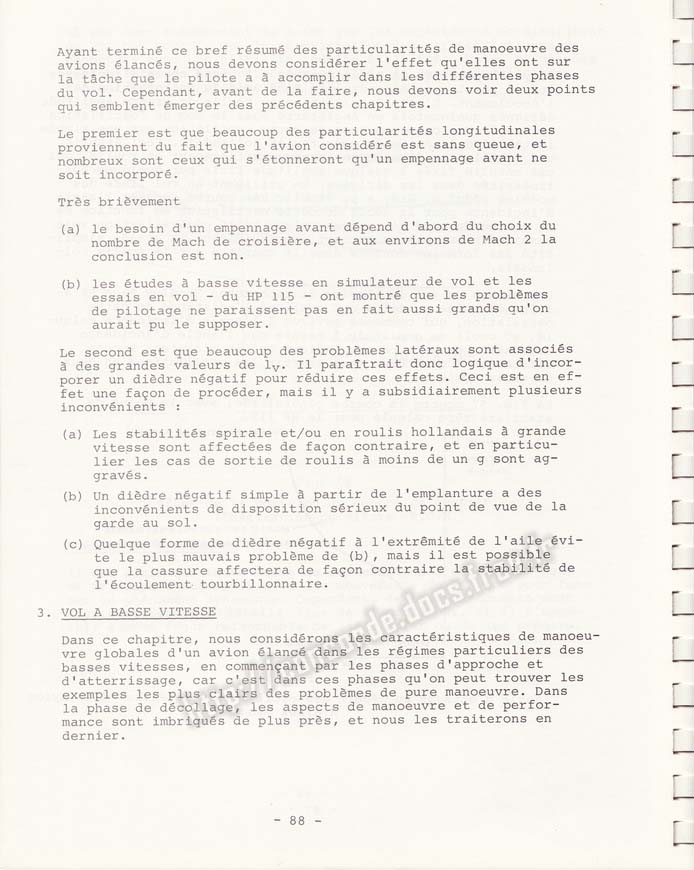 Ayant terminé ce bref résumé des particularités de manoeuvre des
avions élancés, nous devons considérer l'effet qu'elles ont sur
la tâche que le pilote a à accomplir dans les différentes phases
du vol. Cependant, avant de la faire, nous devons voir deux points
qui semblent émerger des précédents chapitres.
Le premier est que beaucoup des particularités longitudinales
proviennent du fait que l'avion considéré est sans queue, et
nombreux sont ceux qui s'étonneront qu'un empennage avant ne
soit incorporé.
Très brièvement
(a) le besoin d'un empennage avant dépend d'abord du choix du
nombre de Mach de croisière, et aux environs de Mach 2 la
conclusion est non.
(b) les études à basse vitesse en simulateur de vol et les
essais en vol - du HP 115 - ont montré que les problèmes
de pilotage ne paraissent pas en fait aussi grands qu'on
aurait pu le supposer.
Le second est que beaucoup des problèmes latéraux sont associés
à des grandes valeurs de lv. Il paraîtrait donc logique d'incor-
porer un dièdre négatif pour réduire ces effets. Ceci est en ef-
fet une façon de procéder, mais il y a subsidiairement plusieurs
inconvénients :
(a) Les stabilités spirale et/ou en roulis hollandais à grande
vitesse sont affectées de façon contraire, et en particu-
lier les cas de sortie de roulis à moins de un g sont ag-
gravés.
(b) Un dièdre négatif simple à partir de l'emplanture a des
inconvénients de disposition sérieux du point de vue de la
garde au sol.
(c) Quelque forme de dièdre négatif à l'extrêmité de l'aile évi-
te le plus mauvais problème de (b), mais il est possible
que la cassure affectera de façon contraire la stabilité de
l'écoulement tourbillonnaire.
3. VOL A BASSE VITESSE
Dans ce chapitre, nous considérons les caractéristiques de manoeu-
vre globales d'un avion élancé dans les régimes particuliers des
basses vitesses, en commençant par les phases d'approche et
d'atterrissage, car c'est dans ces phases qu'on peut trouver les
exemples les plus clairs des problèmes de pure manoeuvre. Dans
la phase de décollage, les aspects de manoeuvre et de perfor-
mance sont imbriqués de plus près, et nous les traiterons en
dernier.
- 88 -